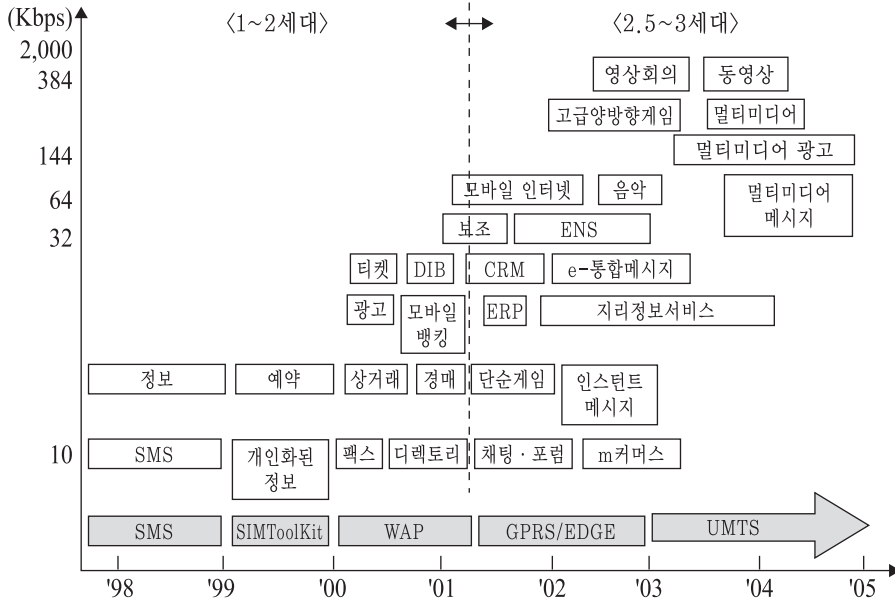 (Kbps)
〈1~2세대〉
〈2.5~3세대〉
2,000
384
영상회의
동영상
고급양방향게임
멀티미디어
144
멀티미디어 광고
64
모바일 인터넷
음악
멀티미디어
메시지
32
보조
ENS
티켓
DIB
CRM
e-통합메시지
광고
모바일
뱅킹
ERP
지리정보서비스
정보
예약
상거래
경매
단순게임
인스턴트
메시지
10
SMS
개인화된
정보
팩스
디렉토리
채팅·포럼
m커머스
SMS
SIMToolKit
WAP
GPRS/EDGE
UMTS
'98
'99
'00
'01
'02
'03
'04
'05